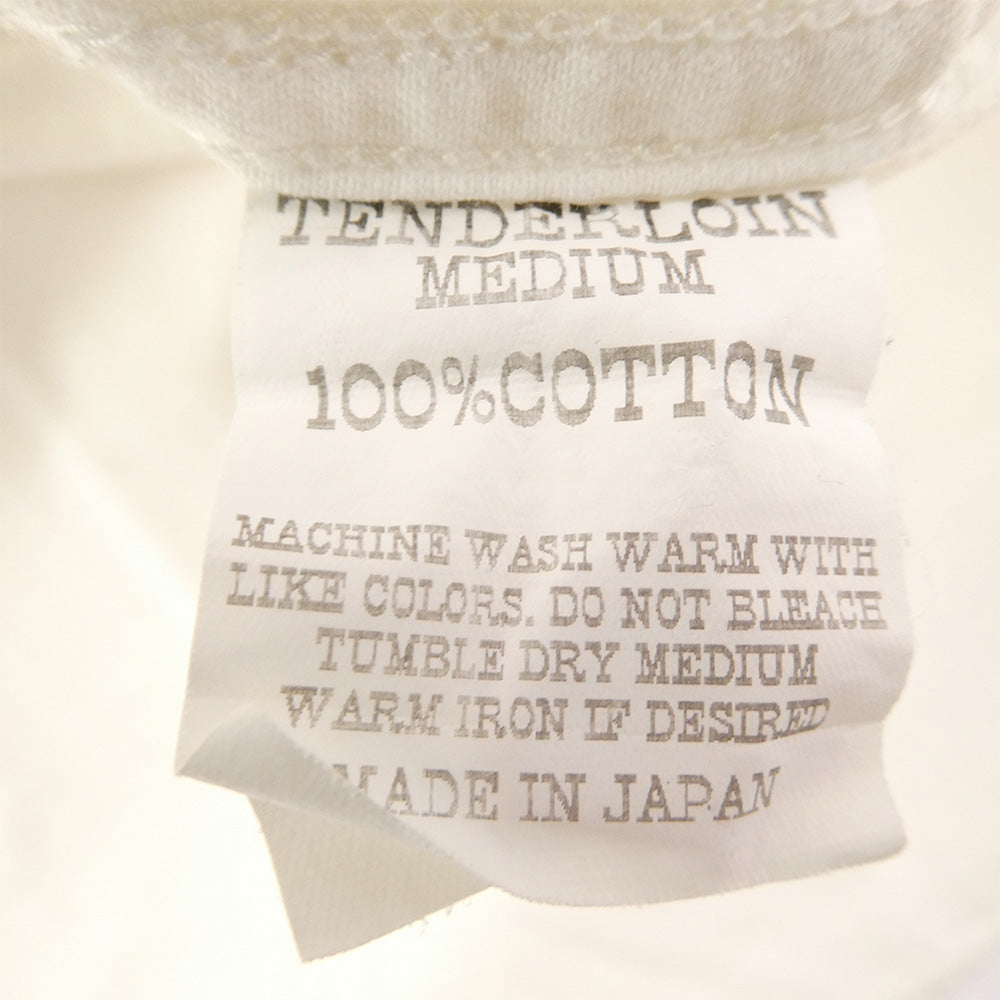 TENDERLOIN
MEDIUM
100%COTTON
MACHINE WASH WARM WITH
LIKE COLORS. DO NOT BLEACH
TUMBLE DRY MEDIUM
WARM IRON IF DESIRED
MADE IN JAPAN